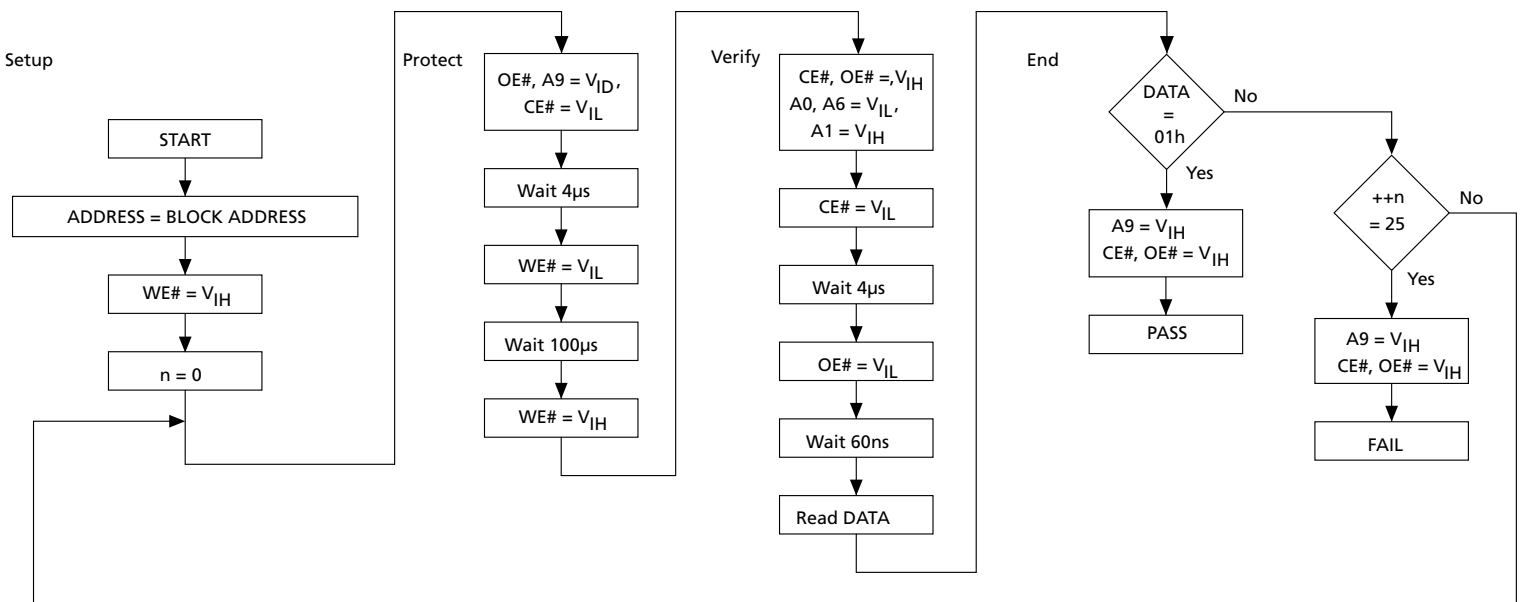 Setup
START
ADDRESS = BLOCK ADDRESS
WE# = VIH
n = 0
Protect
OE#, A9 = VID,
CE# = VIL
Wait 4µs
WE# = VIL
Wait 100µs
WE# = VIH
Verify
CE#, OE# =,VIH
A0, A6 = VIL,
A1 = VIH
CE# = VIL
Wait 4µs
OE# = VIL
Wait 60ns
Read DATA
End
DATA
=
01h
No
Yes
A9 = VIH
CE#, OE# = VIH
PASS
++n
= 25
No
Yes
A9 = VIH
CE#, OE# = VIH
FAIL